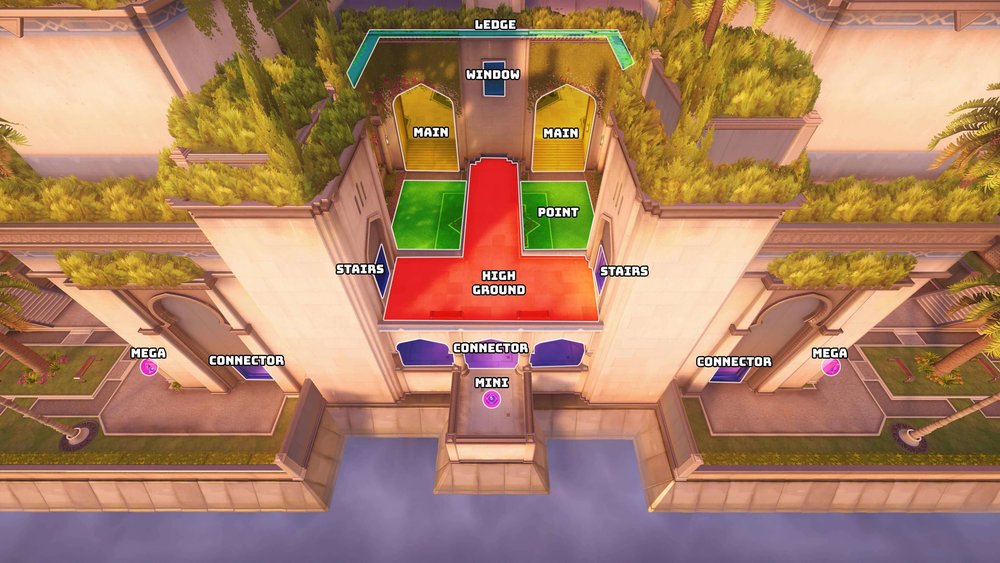 LEDGE
WINDOW
MAIN
MAIN
POINT
STAIRS
HIGH
GROUND
STAIRS
CONNECTOR
MEGA
CONNECTOR
CONNECTOR
MEGA
MINI